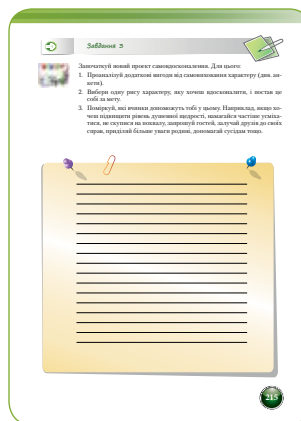 Завдання 3
Започаткуй новий проект самовдосконалення. Для цього:
1. Проаналізуй додаткові вигоди від самовиховання характеру (див. ан-
кети).
2. Вибери одну рису характеру, яку хочеш вдосконалити, і постав це
собі за мету.
3. Поміркуй, які вчинки допоможуть тобі у цьому. Наприклад, якщо хо-
чеш підвищити рівень душевної щедрості, намагайся частіше усміха-
тися, не скупися на похвалу, запрошуй гостей, залучай друзів до своїх
справ, приділяй більше уваги родині, допомагай сусідам тощо.
215